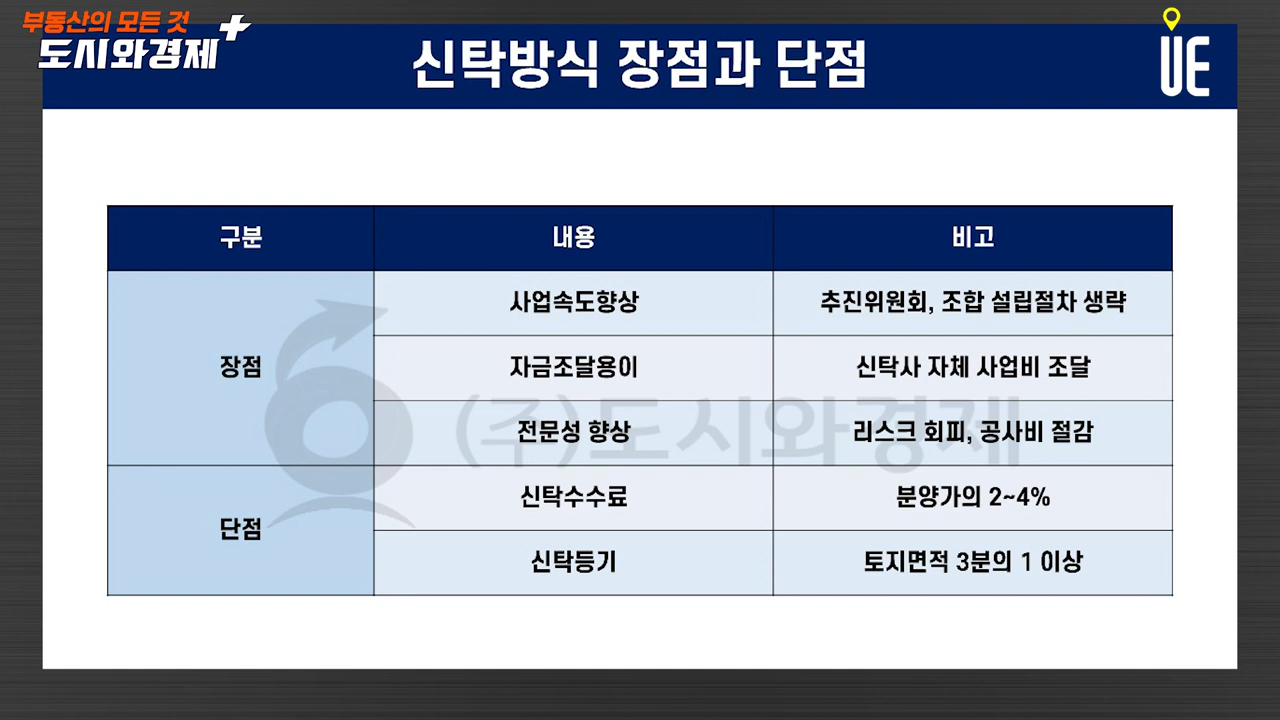 부동산의 모든 것
도시와경제+
신탁방식 장점과 단점
UE
구분 내용 비고
장점
사업속도향상 추진위원회, 조합 설립절차 생략
자금조달용이 신탁사 자체 사업비 조달
전문성 향상 리스크 회피, 공사비 절감
단점
신탁수수료 분양가의 2~4%
신탁등기 토지면적 3분의 1 이상
(주)도시와경제